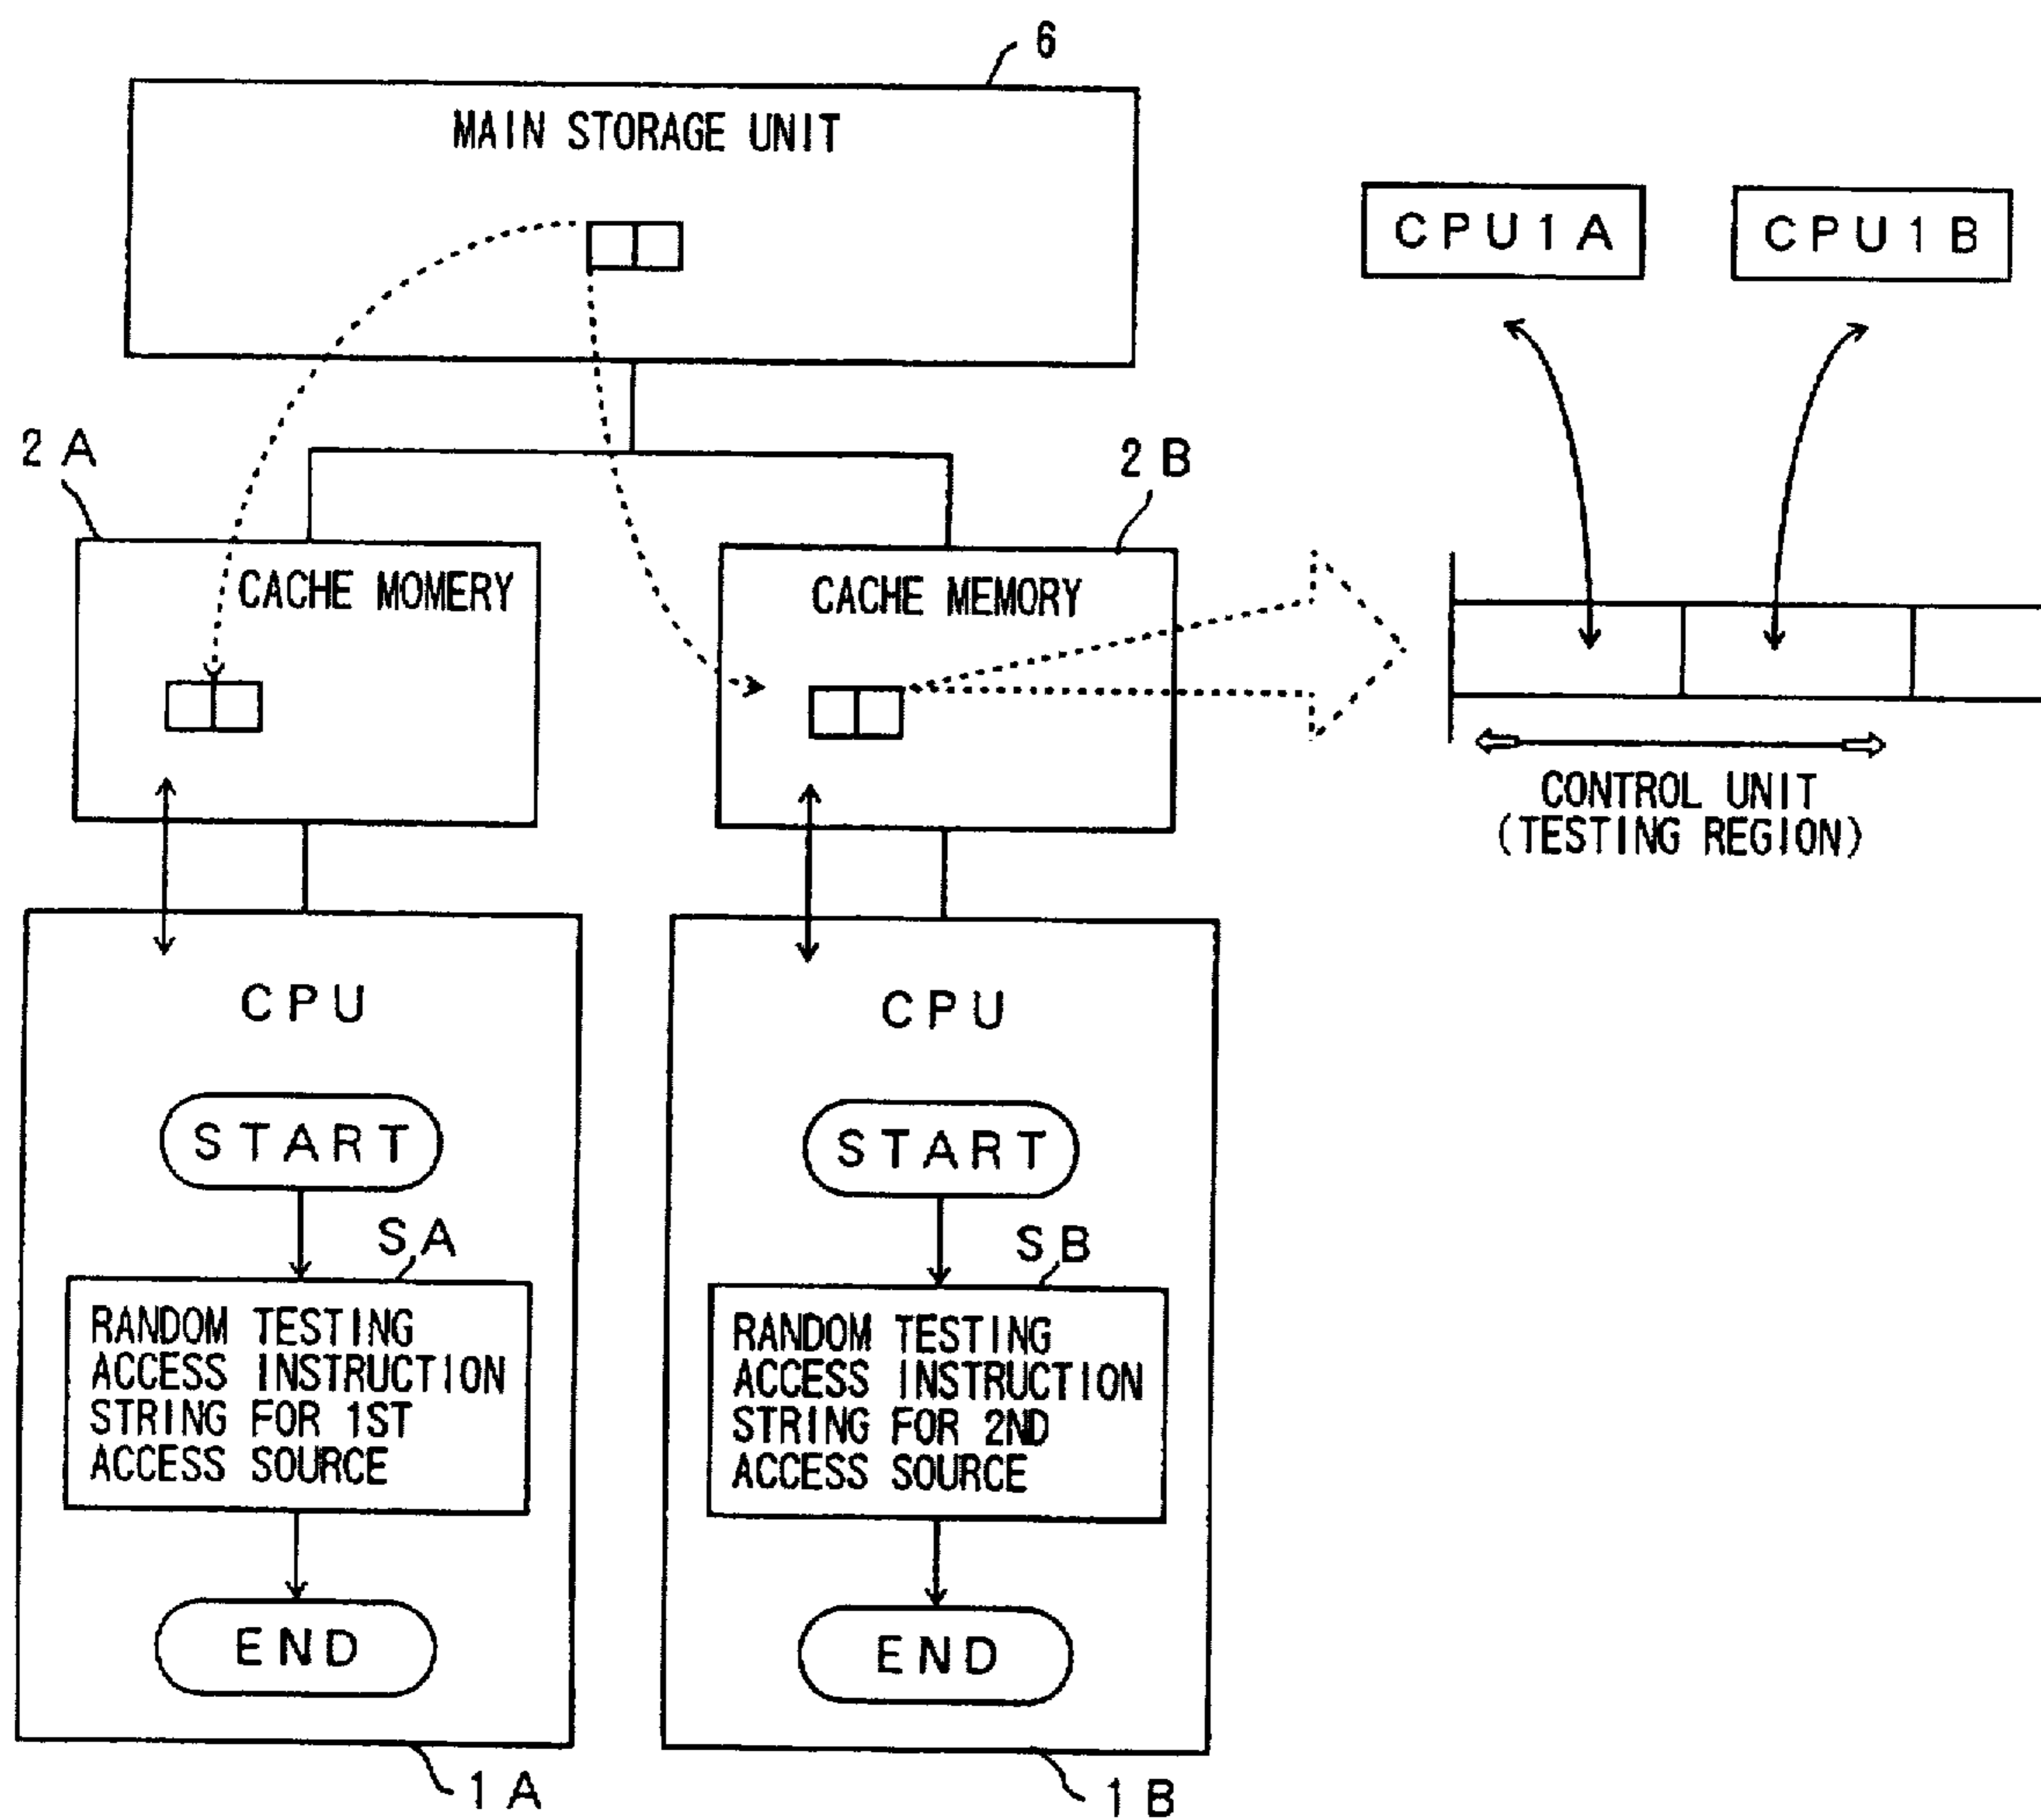 6
MAIN STORAGE UNIT
CPU1A
CPU1B
2A
2B
CACHE MOMERY
CACHE MEMORY
CONTROL UNIT
(TESTING REGION)
CPU
START
SA
RANDOM TESTING
ACCESS INSTRUCTION
STRING FOR 1ST
ACCESS SOURCE
END
1A
CPU
START
SB
RANDOM TESTING
ACCESS INSTRUCTION
STRING FOR 2ND
ACCESS SOURCE
END
1B